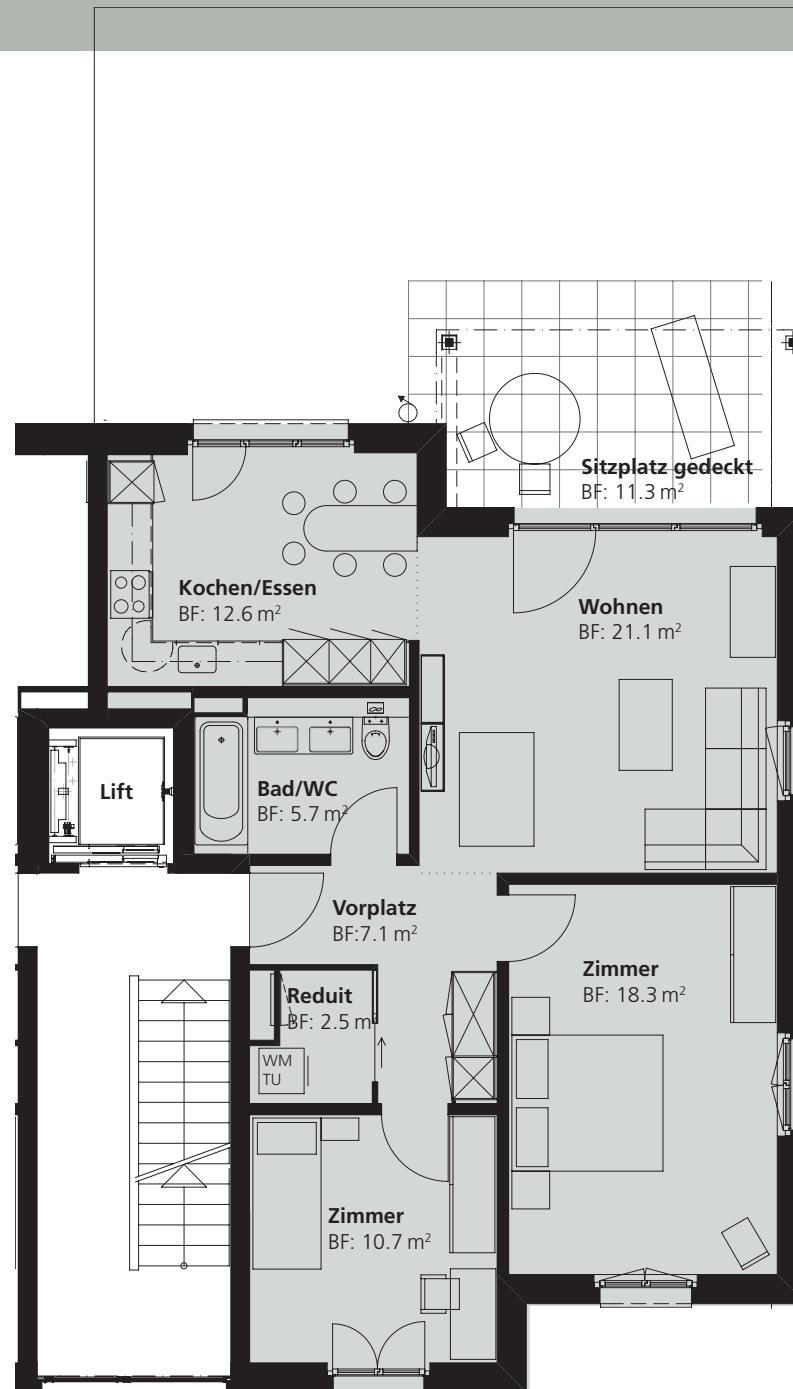 Sitzplatz gedeckt
BF: 11.3 m²
Kochen/Essen
BF: 12.6 m²
Wohnen
BF: 21.1 m²
Lift
Bad/WC
BF: 5.7 m²
Vorplatz
BF:7.1 m²
Zimmer
BF: 18.3 m²
Reduit
BF: 2.5 m²
WM
TU
Zimmer
BF: 10.7 m²